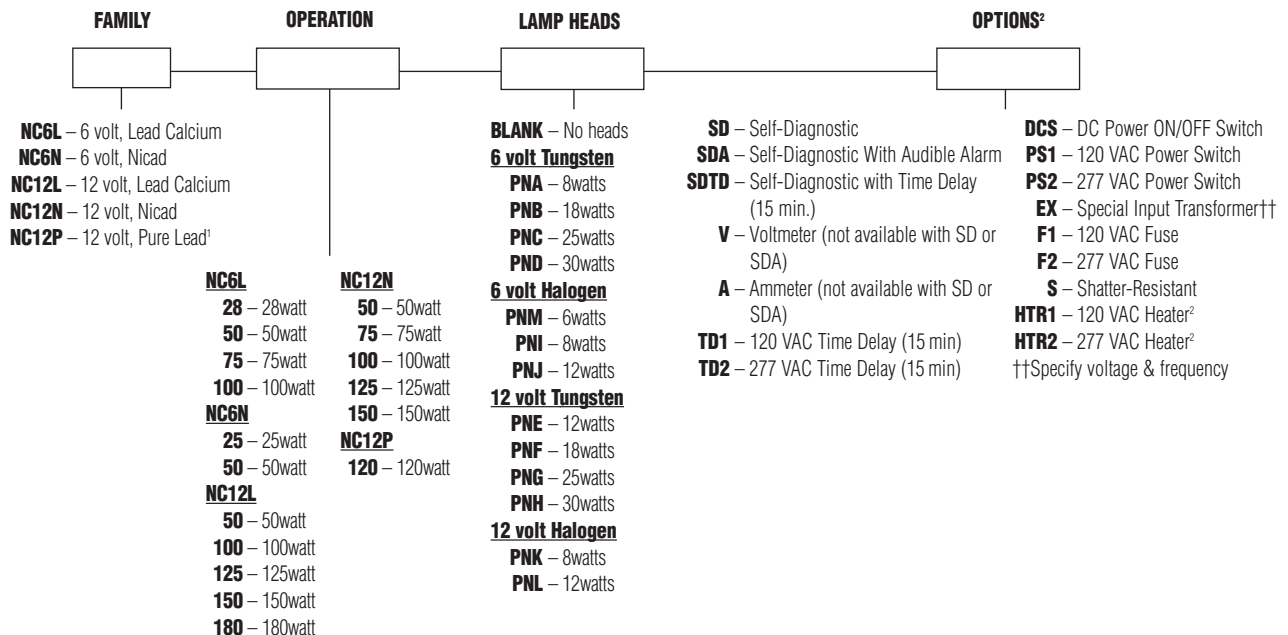 FAMILY
OPERATION
LAMP HEADS
OPTIONS²
NC6L – 6 volt, Lead Calcium
NC6N – 6 volt, Nicad
NC12L – 12 volt, Lead Calcium
NC12N – 12 volt, Nicad
NC12P – 12 volt, Pure Lead¹
NC6L
28 – 28watt
50 – 50watt
75 – 75watt
100 – 100watt
NC6N
25 – 25watt
50 – 50watt
NC12L
50 – 50watt
100 – 100watt
125 – 125watt
150 – 150watt
180 – 180watt
NC12N
50 – 50watt
75 – 75watt
100 – 100watt
125 – 125watt
150 – 150watt
NC12P
120 – 120watt
BLANK – No heads
6 volt Tungsten
PNA – 8watts
PNB – 18watts
PNC – 25watts
PND – 30watts
6 volt Halogen
PNM – 6watts
PNI – 8watts
PNJ – 12watts
12 volt Tungsten
PNE – 12watts
PNF – 18watts
PNG – 25watts
PNH – 30watts
12 volt Halogen
PNK – 8watts
PNL – 12watts
SD – Self-Diagnostic
SDA – Self-Diagnostic With Audible Alarm
SDTD – Self-Diagnostic with Time Delay
(15 min.)
V – Voltmeter (not available with SD or
SDA)
A – Ammeter (not available with SD or
SDA)
TD1 – 120 VAC Time Delay (15 min)
TD2 – 277 VAC Time Delay (15 min)
DCS – DC Power ON/OFF Switch
PS1 – 120 VAC Power Switch
PS2 – 277 VAC Power Switch
EX – Special Input Transformer††
F1 – 120 VAC Fuse
F2 – 277 VAC Fuse
S – Shatter-Resistant
HTR1 – 120 VAC Heater²
HTR2 – 277 VAC Heater²
††Specify voltage & frequency